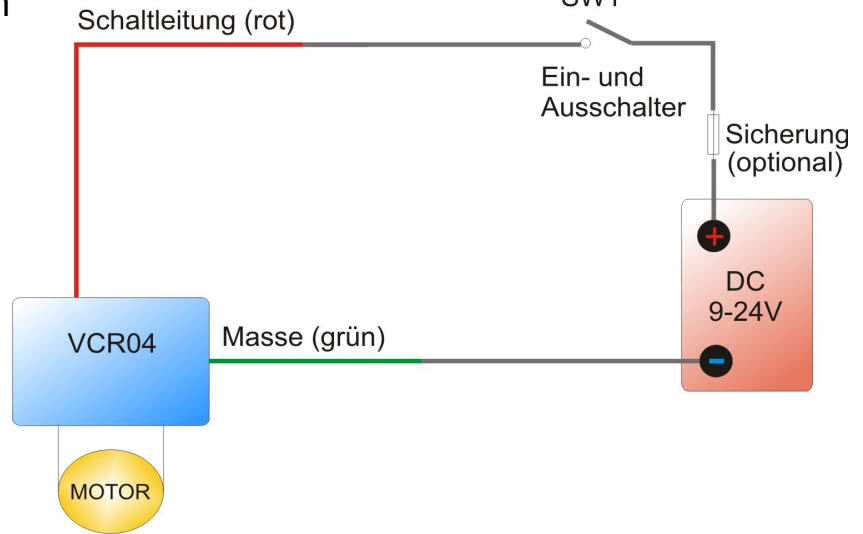 Schaltleitung (rot)
Ein- und
Ausschalter
Sicherung
(optional)
+
DC
9-24V
-
VCR04
Masse (grün)
MOTOR